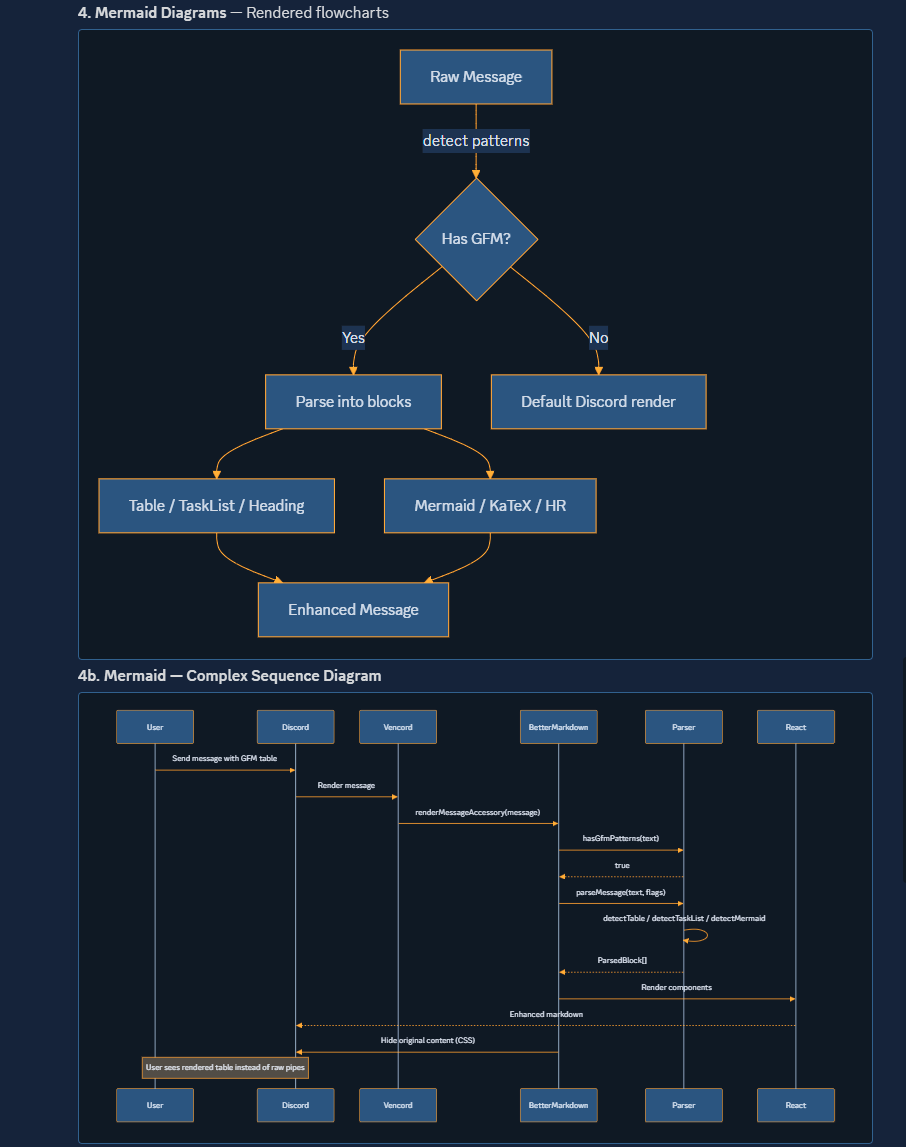 4. Mermaid Diagrams — Rendered flowcharts
Raw Message
detect patterns
Has GFM?
Yes
No
Parse into blocks
Default Discord render
Table / TaskList / Heading
Mermaid / KaTeX / HR
Enhanced Message
4b. Mermaid — Complex Sequence Diagram
User
Discord
Vencord
BetterMarkdown
Parser
React
Send message with GFM table
Render message
renderMessageAccessory(message)
hasGfmPatterns(text)
true
parseMessage(text, flags)
detectTable / detectTaskList / detectMermaid
ParsedBlock[]
Render components
Enhanced markdown
Hide original content (CSS)
User sees rendered table instead of raw pipes
User
Discord
Vencord
BetterMarkdown
Parser
React